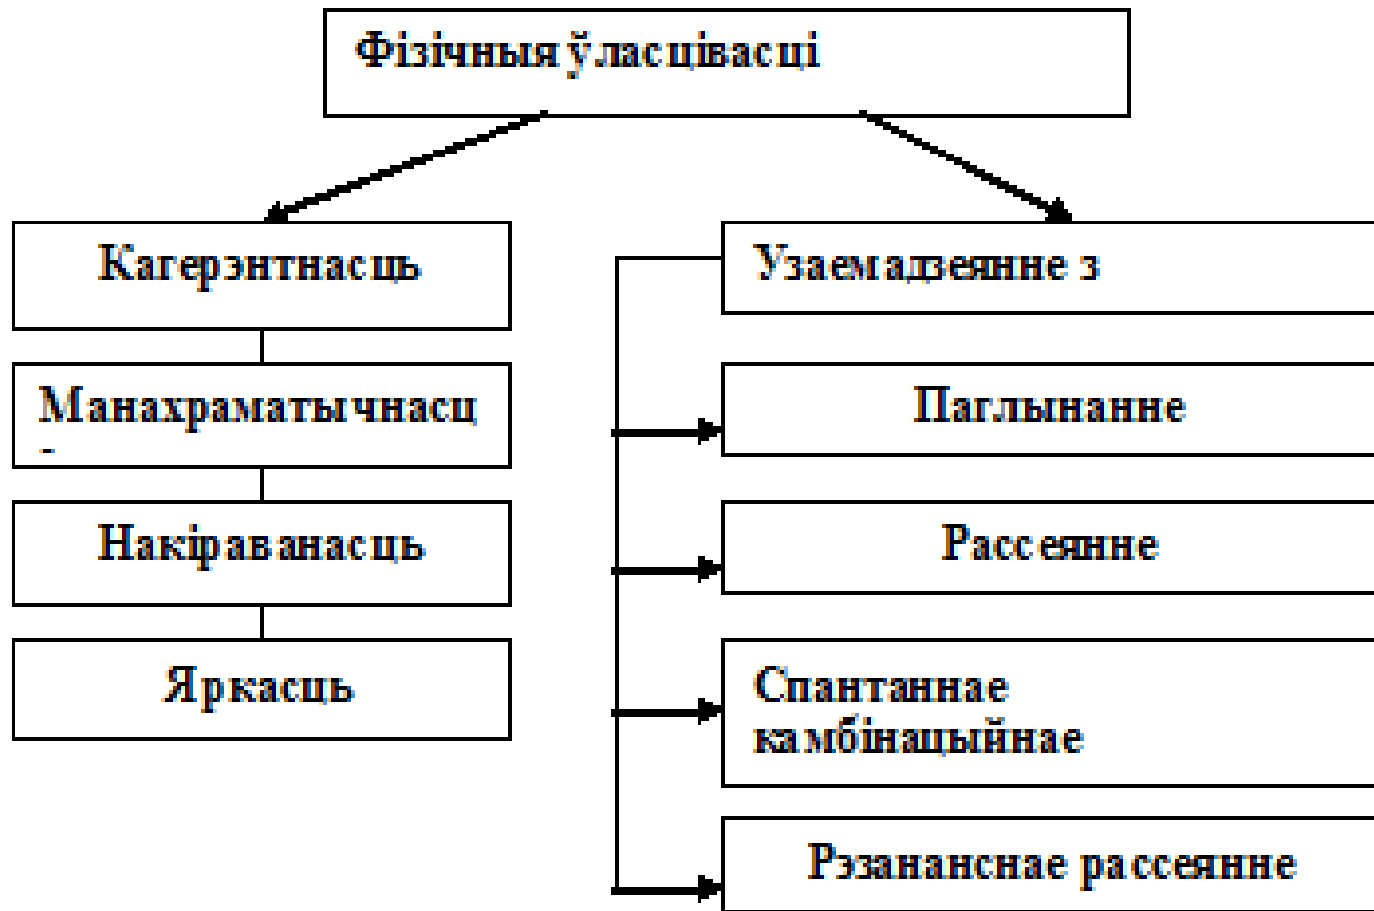 Фізічныя ўласцівасці
Кагерэнтнасць
Манахраматычнасц
Накіраванасць
Яркасць
Узаемадзеянне з
Паглынанне
Рассеянне
Спантаннае
камбінацыйнае
Рэзананснае рассеянне